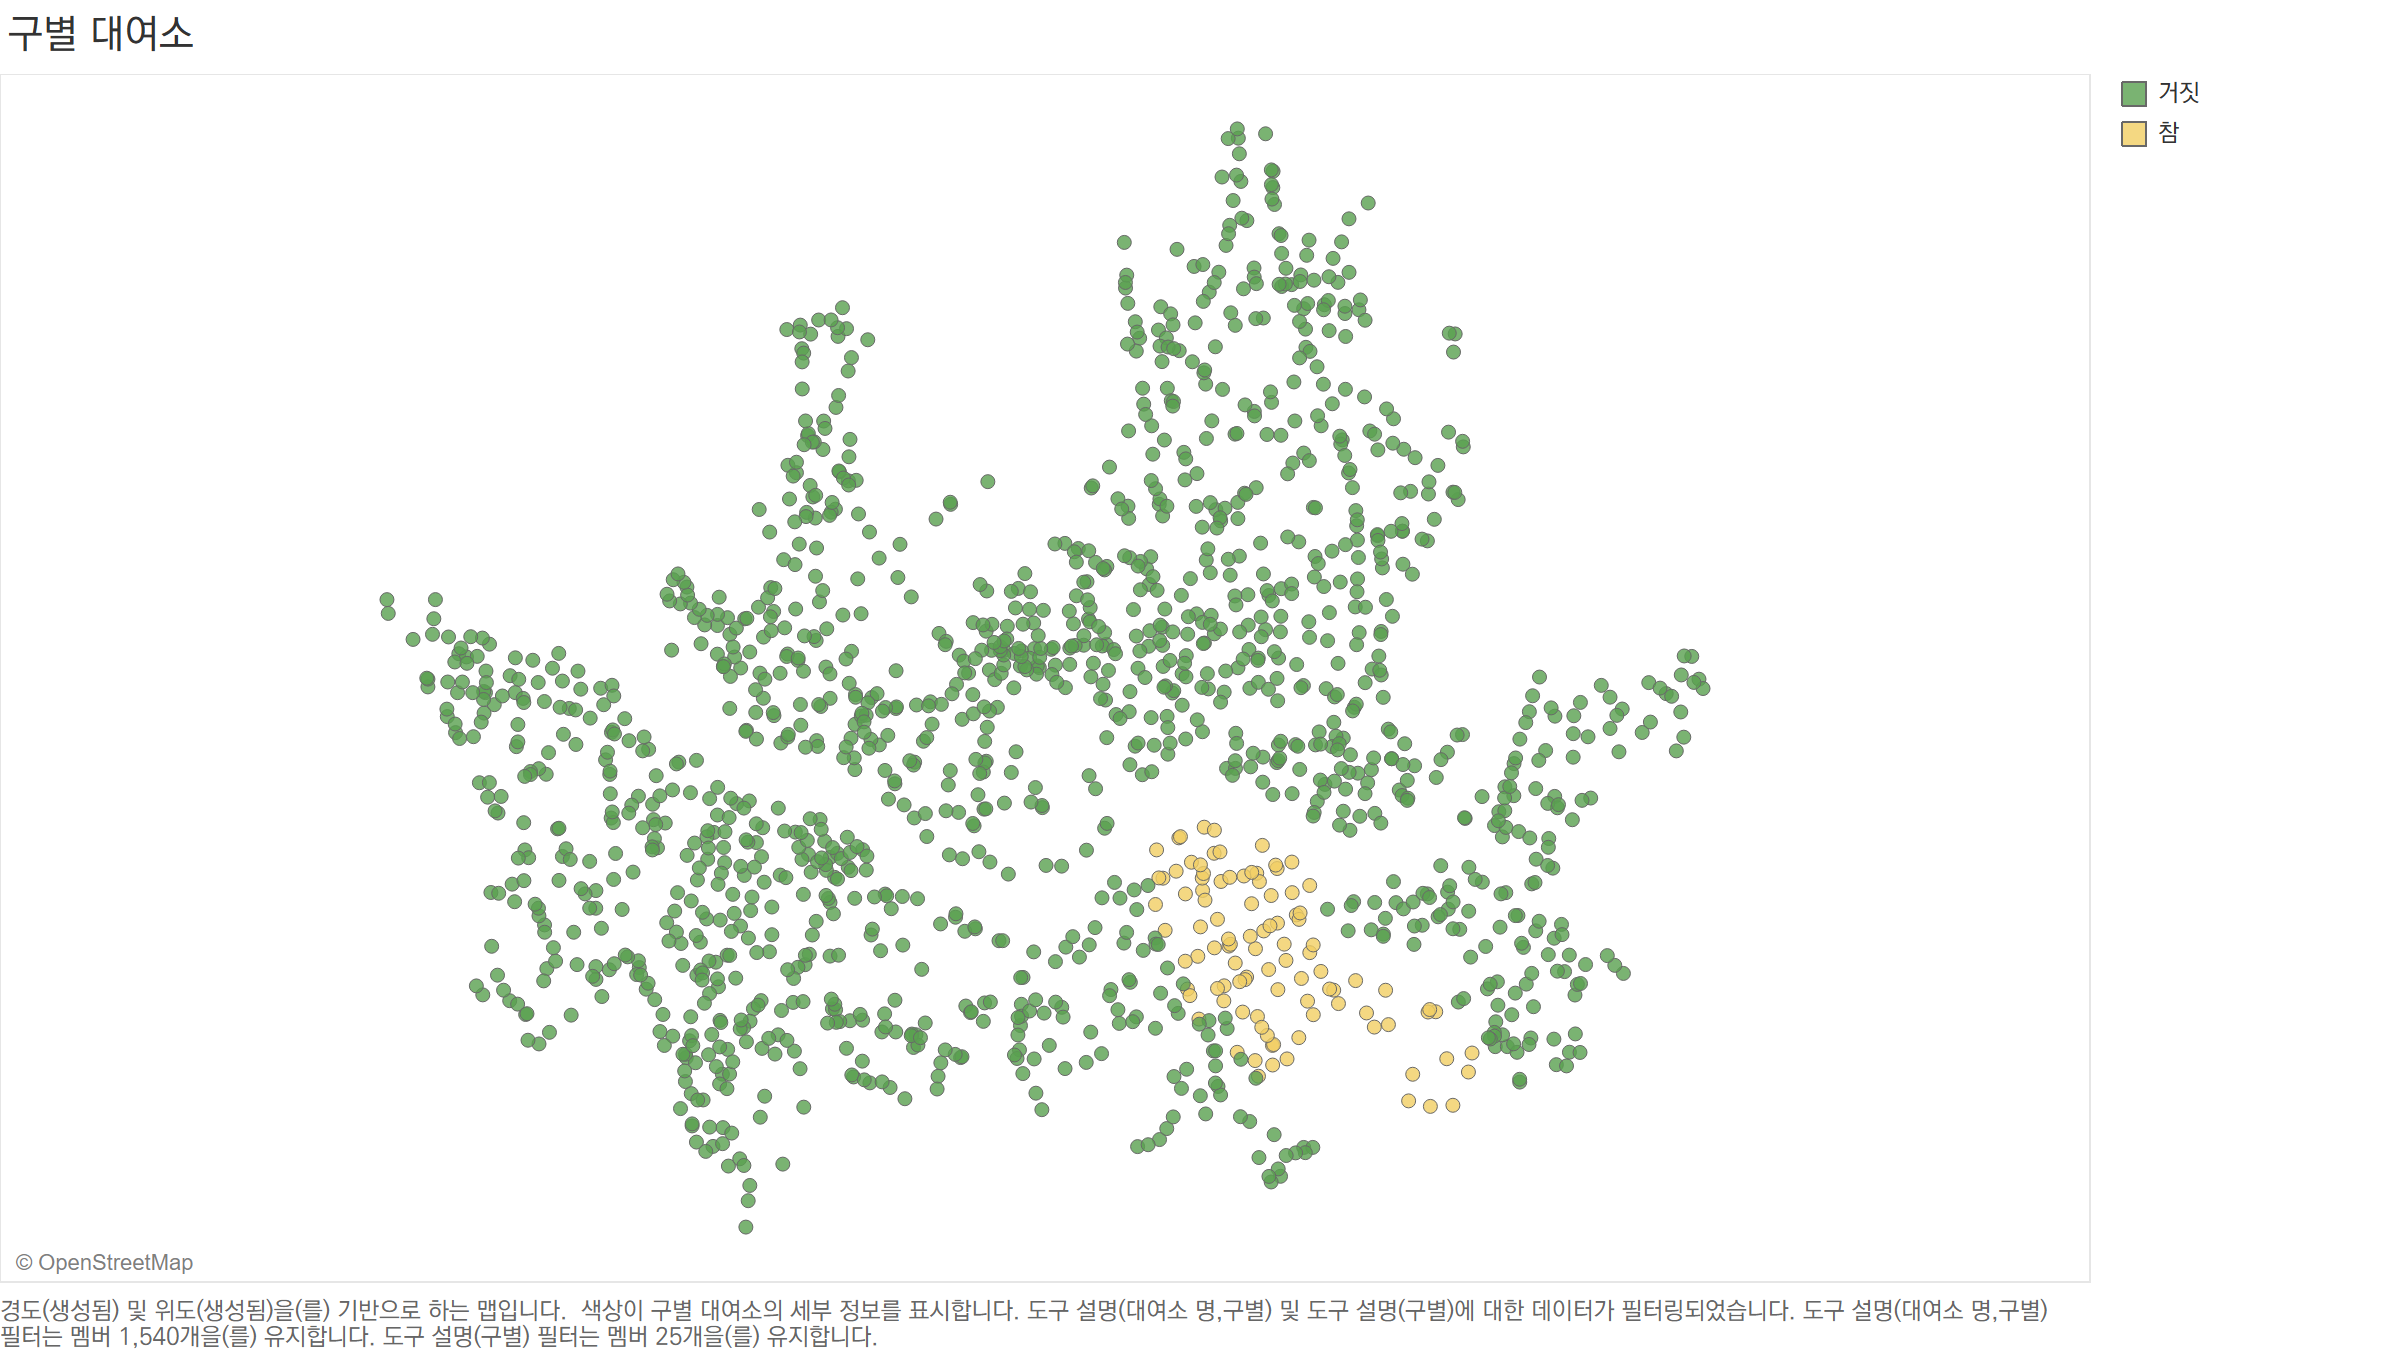 구별 대여소
거짓
참
© OpenStreetMap
경도(생성됨) 및 위도(생성됨)을(를) 기반으로 하는 맵입니다.  색상이 구별 대여소의 세부 정보를 표시합니다. 도구 설명(대여소 명,구별) 및 도구 설명(구별)에 대한 데이터가 필터링되었습니다. 도구 설명(대여소 명,구별)
필터는 멤버 1,540개을(를) 유지합니다. 도구 설명(구별) 필터는 멤버 25개을(를) 유지합니다.